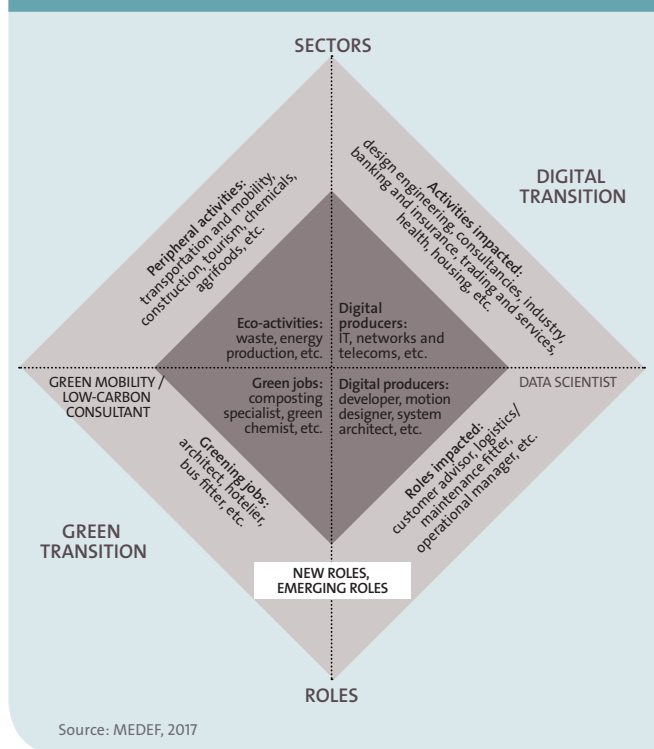 SECTORS
DIGITAL
TRANSITION
Peripheral activities:
transportation and mobility,
construction, tourism, chemicals,
agrifoods, etc.
Activities impacted:
design engineering, consultancies, industry,
banking and insurance, trading and services,
health, housing, etc.
Eco-activities:
waste, energy
production, etc.
Digital
producers:
IT, networks and
telecoms, etc.
GREEN MOBILITY /
LOW-CARBON
CONSULTANT
Green jobs:
composting
specialist, green
chemist, etc.
Digital producers:
developer, motion
designer, system
architect, etc.
DATA SCIENTIST
Greening jobs:
architect, hotelier,
bus fitter, etc.
Roles impacted:
customer advisor, logistics/
maintenance fitter,
operational manager, etc.
GREEN
TRANSITION
NEW ROLES,
EMERGING ROLES
ROLES
Source: MEDEF, 2017